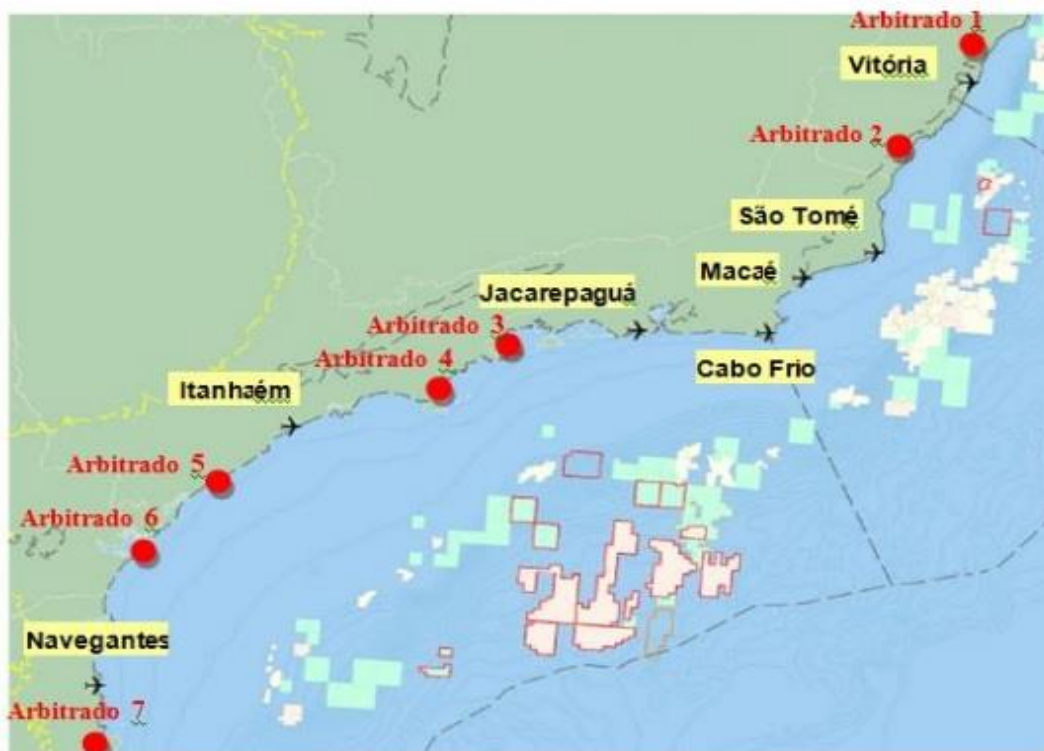 Arbitrado 1
Vitória
Arbitrado 2
São Tomé
Macaé
Jacarepaguá
Arbitrado 3
Cabo Frio
Arbitrado 4
Itanhaém
Arbitrado 5
Arbitrado 6
Navegantes
Arbitrado 7